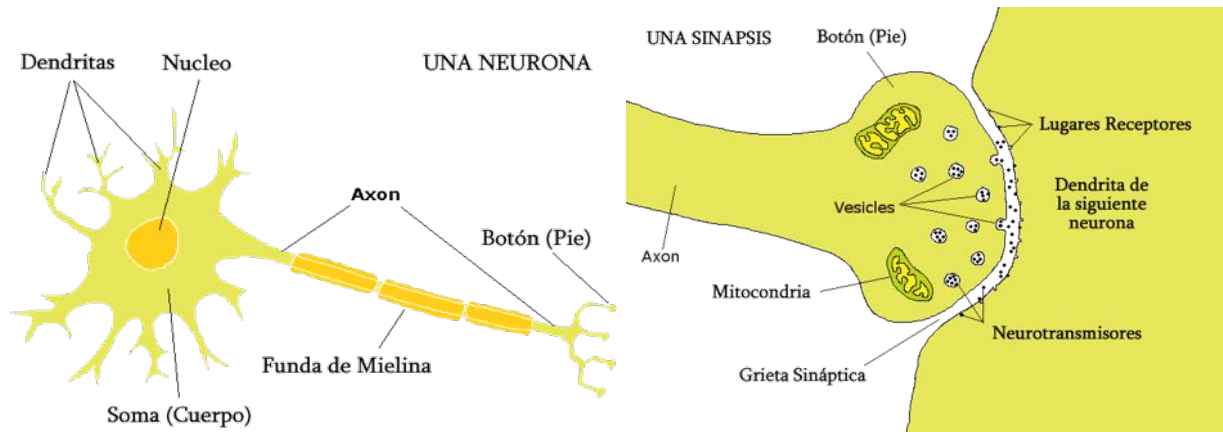 Dendritas
Nucleo
UNA NEURONA
Axon
Botón (Pie)
Funda de Mielina
Soma (Cuerpo)
UNA SINAPSIS
Botón (Pie)
Lugares Receptores
Vesicles
Dendrita de
la siguiente
neurona
Axon
Mitocondria
Neurotransmisores
Grieta Sináptica